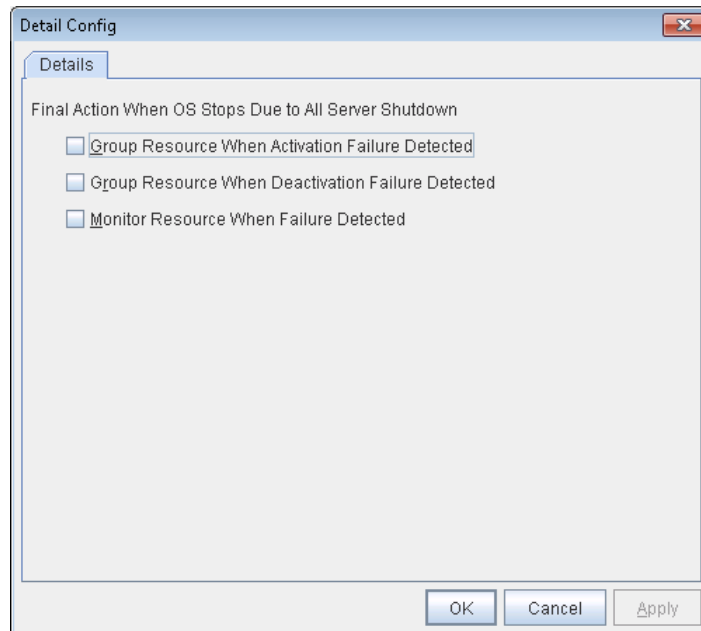 Detail Config
Details
Final Action When OS Stops Due to All Server Shutdown
Group Resource When Activation Failure Detected
Group Resource When Deactivation Failure Detected
Monitor Resource When Failure Detected
OK Cancel Apply